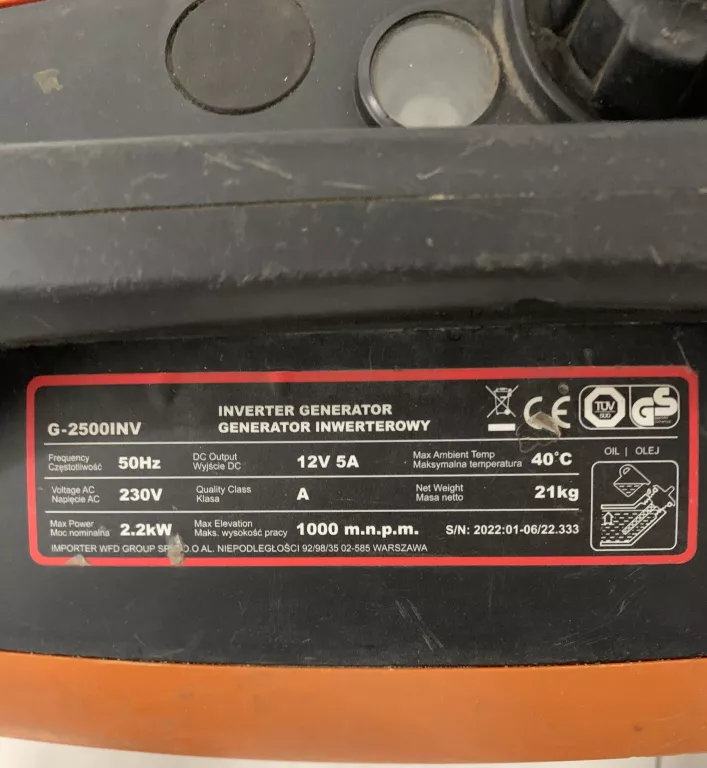 G-2500INV
INVERTER GENERATOR
GENERATOR INWERTEROWY
CE
TÜV
SÜD
GS
Frequency
Częstotliwość
50Hz
DC Output
Wyjście DC
12V 5A
Max Ambient Temp
Maksymalna temperatura
40°C
OIL | OLEJ
Voltage AC
Napięcie AC
230V
Quality Class
Klasa
A
Net Weight
Masa netto
21kg
Max Power
Moc nominalna
2.2kW
Max Elevation
Maks. wysokość pracy
1000 m.n.p.m.
S/N: 2022:01-06/22.333
IMPORTER WFD GROUP SP. O.O AL. NIEPODLEGŁOŚCI 92/98/35 02-585 WARSZAWA